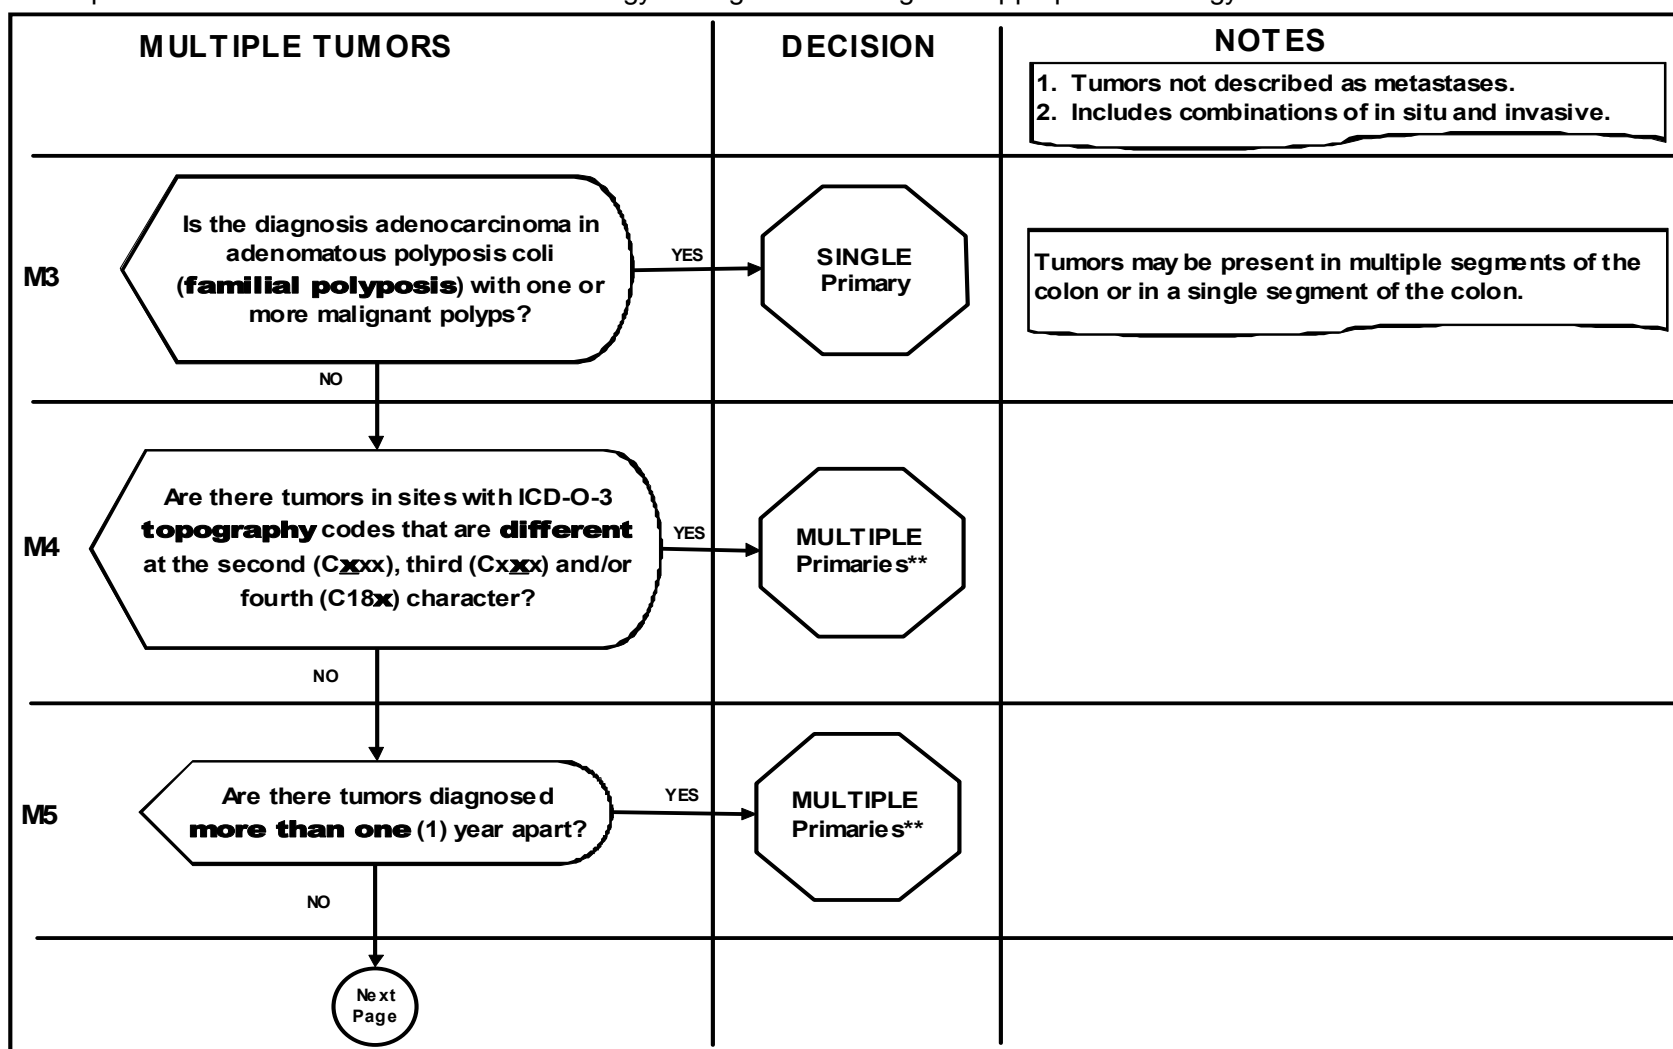 MULTIPLE TUMORS
DECISION
NOTES
1. Tumors not described as metastases.
2. Includes combinations of in situ and invasive.
M3
Is the diagnosis adenocarcinoma in
adenomatous polyposis coli
(familial polyposis) with one or
more malignant polyps?
YES
SINGLE
Primary
Tumors may be present in multiple segments of the
colon or in a single segment of the colon.
NO
M4
Are there tumors in sites with ICD-O-3
topography codes that are different
at the second (Cxxx), third (Cxxx) and/or
fourth (C18x) character?
YES
MULTIPLE
Primaries**
NO
M5
Are there tumors diagnosed
more than one (1) year apart?
YES
MULTIPLE
Primaries**
NO
Next
Page